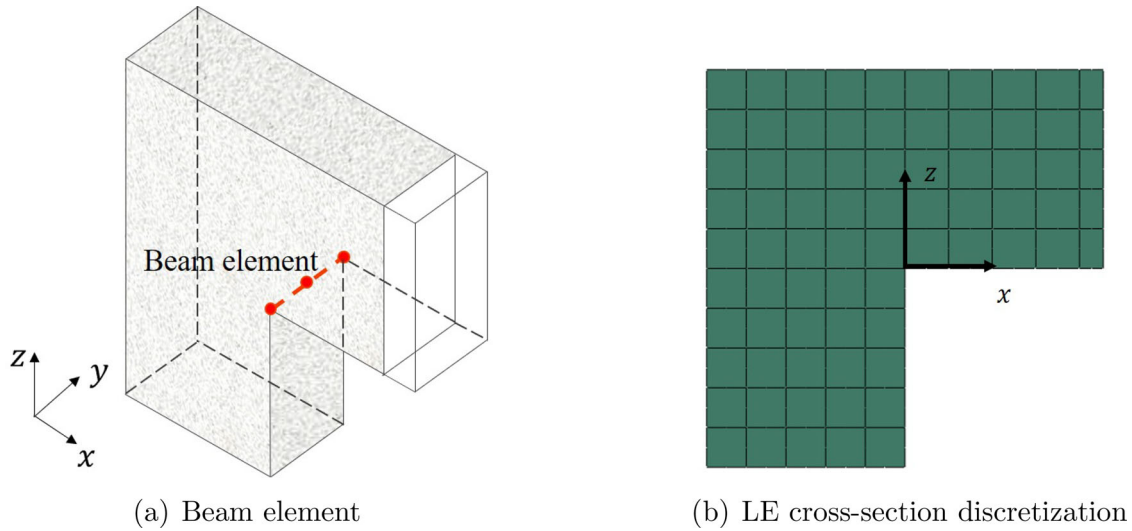 Beam element
z
y
x
z
x
(a) Beam element
(b) LE cross-section discretization